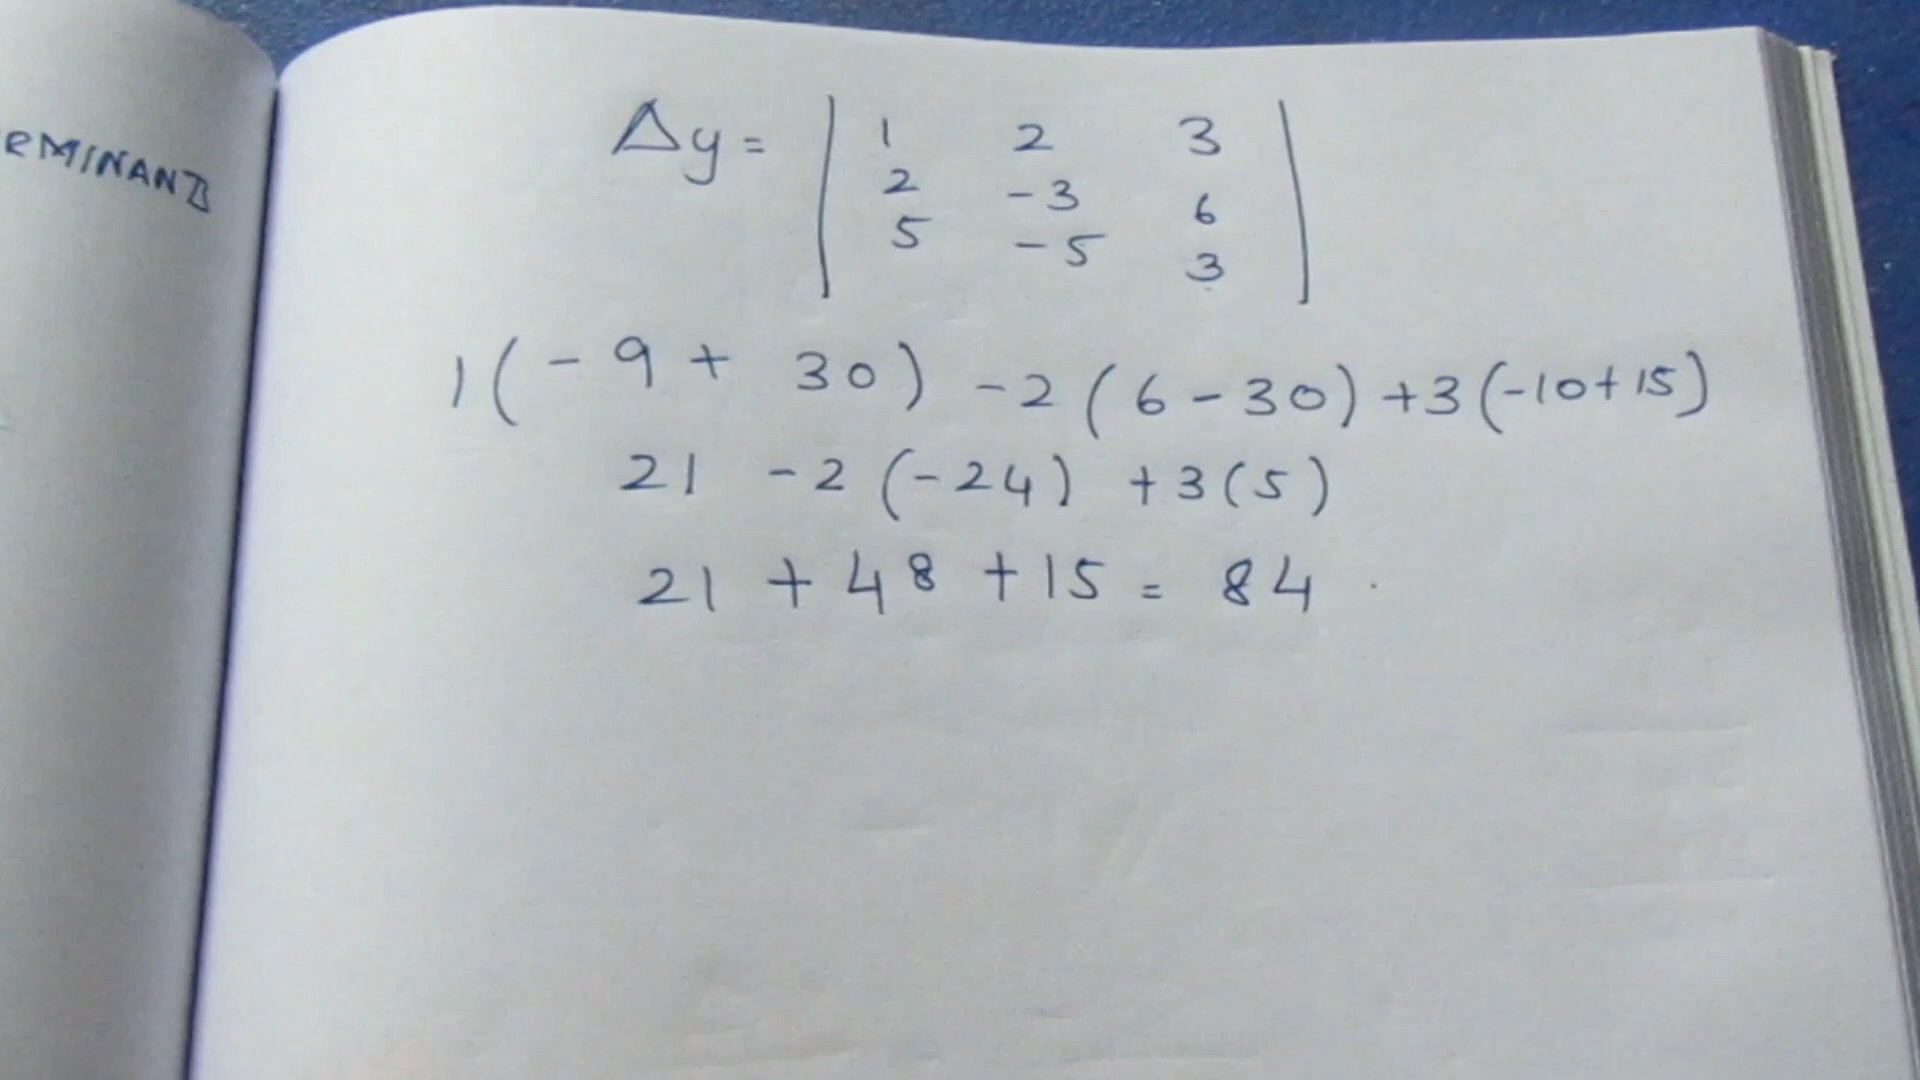 ERMINANTS
Δy = | 1 2 3 |
2 -3 6
5 -5 3
1(-9 + 30) -2(6-30) +3(-10+15)
21 -2(-24) +3(5)
21 + 48 +15 = 84